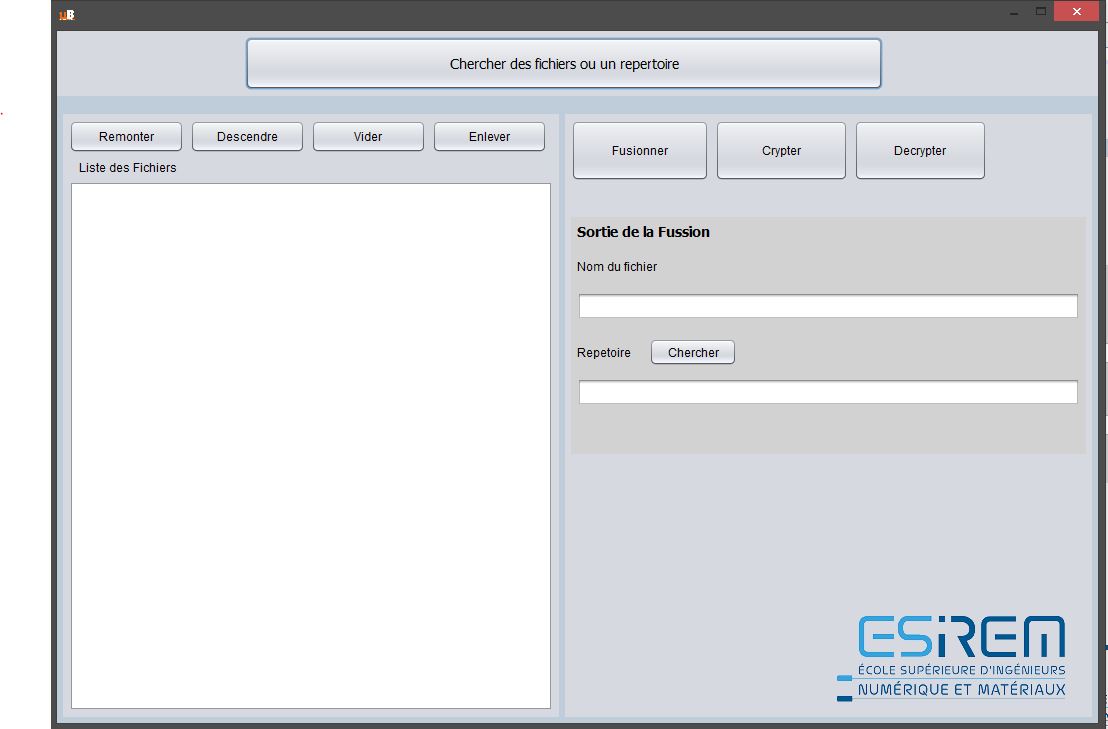 uB
Chercher des fichiers ou un repertoire
Remonter Descendre Vider Enlever
Liste des Fichiers
Fusionner Crypter Decrypter
Sortie de la Fussion
Nom du fichier
Repetoire Chercher
ESIREM
ÉCOLE SUPÉRIEURE D'INGÉNIEURS
NUMÉRIQUE ET MATÉRIAUX